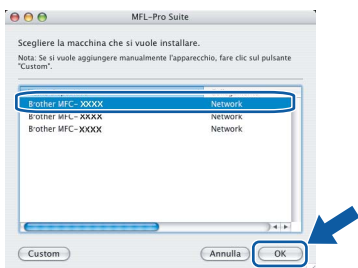 MFL-Pro Suite
Scegliere la macchina che si vuole installare.
Nota: Se si vuole aggiungere manualmente l'apparecchio, fare clic sul pulsante
"Custom".
Brother MFC- XXXX Network
Brother MFC- XXXX Network
Brother MFC- XXXX Network
Custom Annulla OK